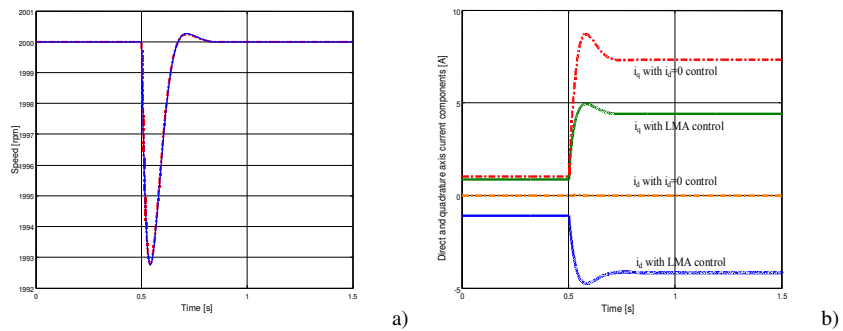 2001
2000
1999
1998
1997
1996
1995
1994
1993
1992
Speed [rpm]
0
0.5
1
1.5
Time [s]
a)
10
5
0
-5
Direct and quadrature axis current components [A]
i_q with i_d=0 control
i_q with LMA control
i_d with i_d=0 control
i_d with LMA control
0
0.5
1
1.5
Time [s]
b)